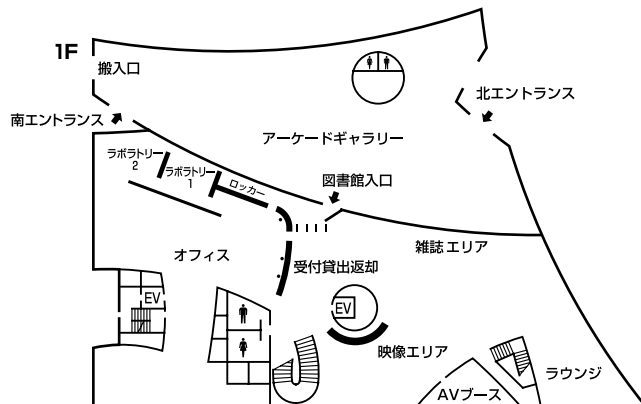 1F
搬入口
南エントランス
北エントランス
アーケードギャラリー
ラボラトリー
2
ラボラトリー
1
ロッカー
図書館入口
雑誌エリア
オフィス
受付貸出返却
EV
EV
映像エリア
ラウンジ
AVブース